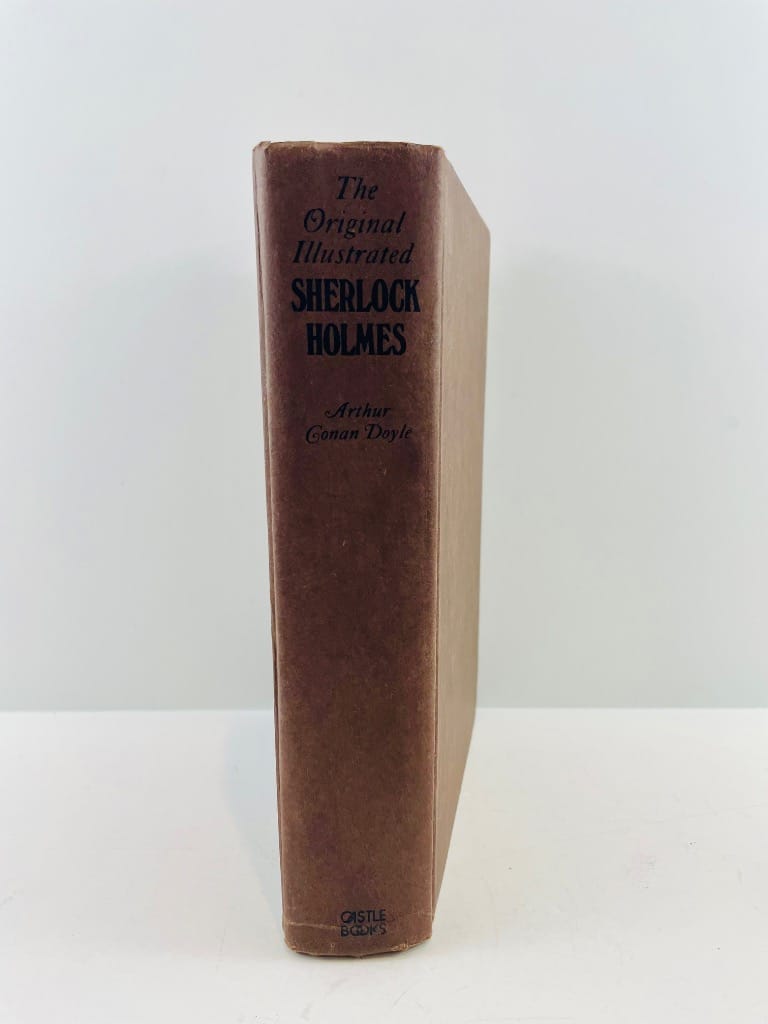 The
Original
Illustrated
SHERLOCK
HOLMES
Arthur
Conan Doyle
CASTLE
BOOKS